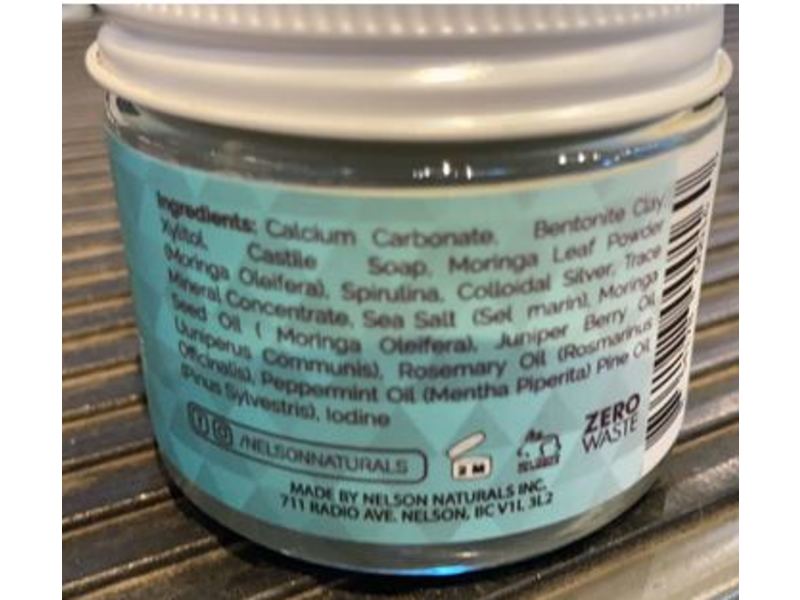 Ingredients: Calcium Carbonate, Bentonite Clay,
Xylitol, Castile Soap, Moringa Leaf Powder
(Moringa Oleifera), Spirulina, Colloidal Silver, Trace
Mineral Concentrate, Sea Salt (Sel marin), Moringa
Seed Oil ( Moringa Oleifera), Juniper Berry Oil
(Juniperus Communis), Rosemary Oil (Rosmarinus
Officinalis), Peppermint Oil (Mentha Piperita) Pine Oil
(Pinus Sylvestris), Iodine
/NELSONNATURALS
ZERO
WASTE
MADE BY NELSON NATURALS INC.
711 RADIO AVE. NELSON, BC V1L 3L2